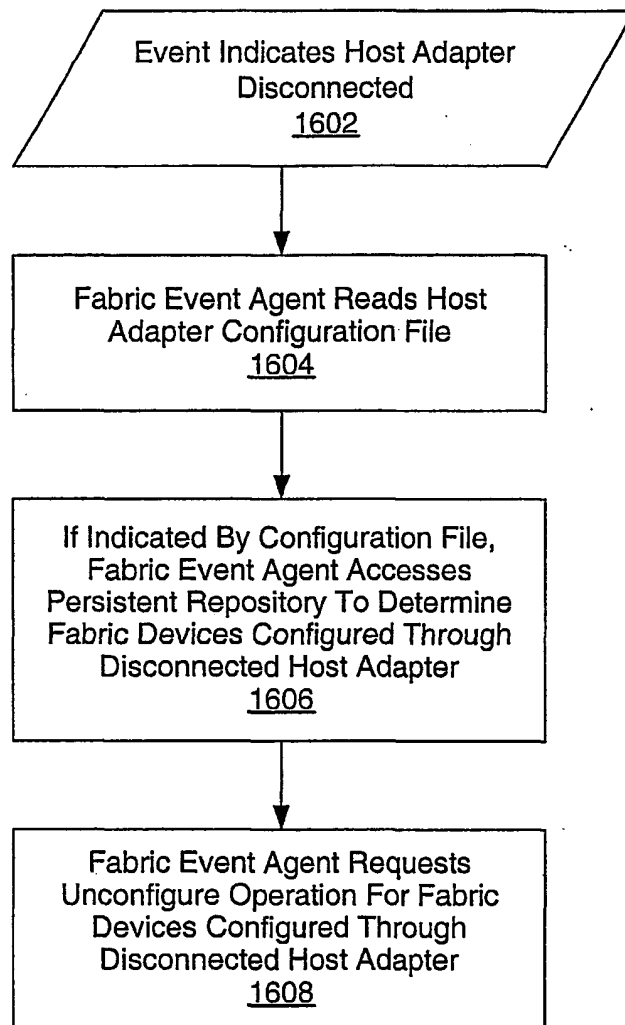 Event Indicates Host Adapter
Disconnected
1602
Fabric Event Agent Reads Host
Adapter Configuration File
1604
If Indicated By Configuration File,
Fabric Event Agent Accesses
Persistent Repository To Determine
Fabric Devices Configured Through
Disconnected Host Adapter
1606
Fabric Event Agent Requests
Unconfigure Operation For Fabric
Devices Configured Through
Disconnected Host Adapter
1608